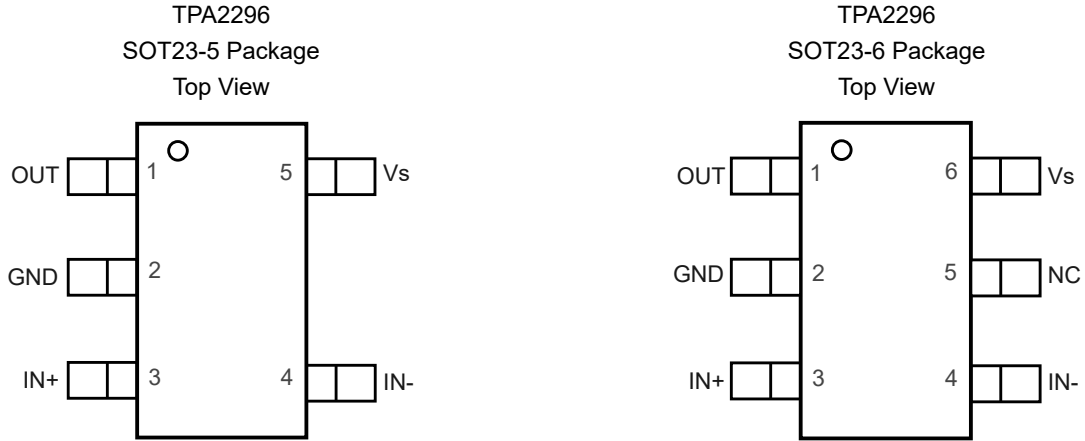 TPA2296
SOT23-5 Package
Top View
OUT 1 5 Vs
GND 2
IN+ 3 4 IN-
TPA2296
SOT23-6 Package
Top View
OUT 1 6 Vs
GND 2 5 NC
IN+ 3 4 IN-